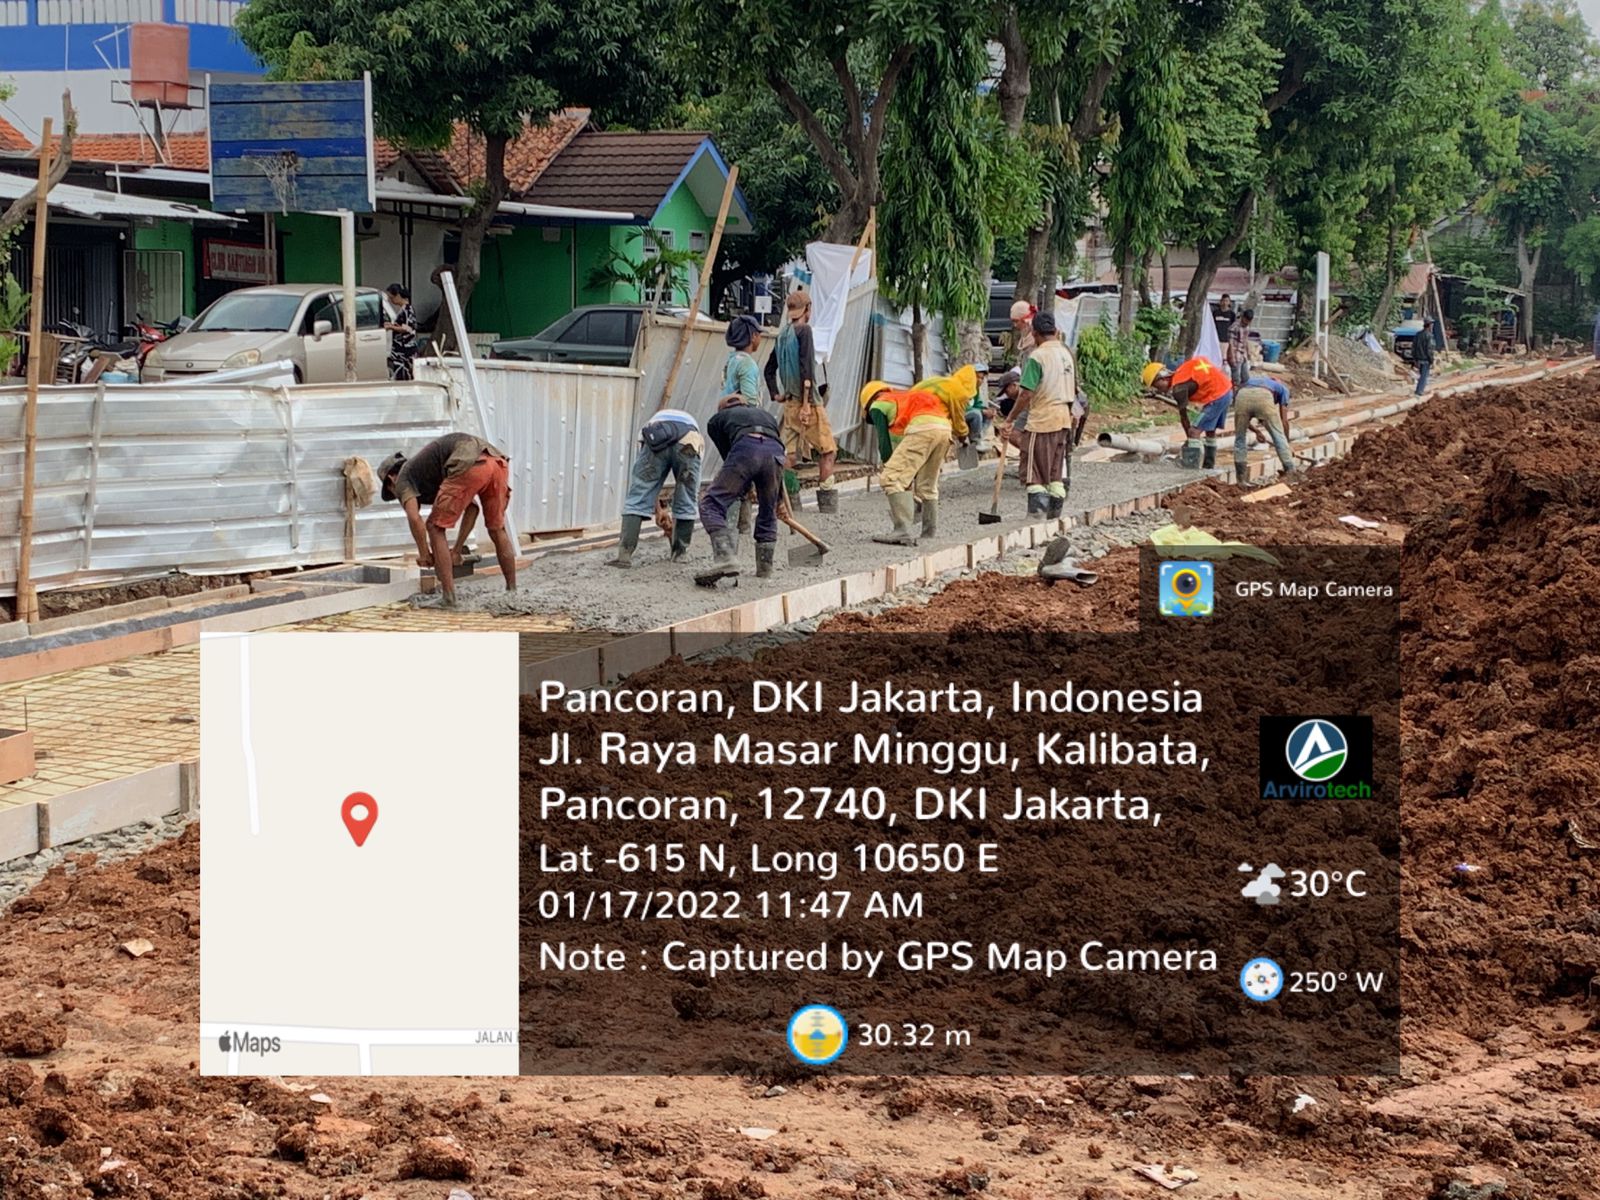 CLUB SANTIAGO
GPS Map Camera
Pancoran, DKI Jakarta, Indonesia
Jl. Raya Masar Minggu, Kalibata,
Pancoran, 12740, DKI Jakarta,
Lat -615 N, Long 10650 E
01/17/2022 11:47 AM
Note : Captured by GPS Map Camera
30.32 m
Arvirotech
30°C
250° W
Maps
JALAN